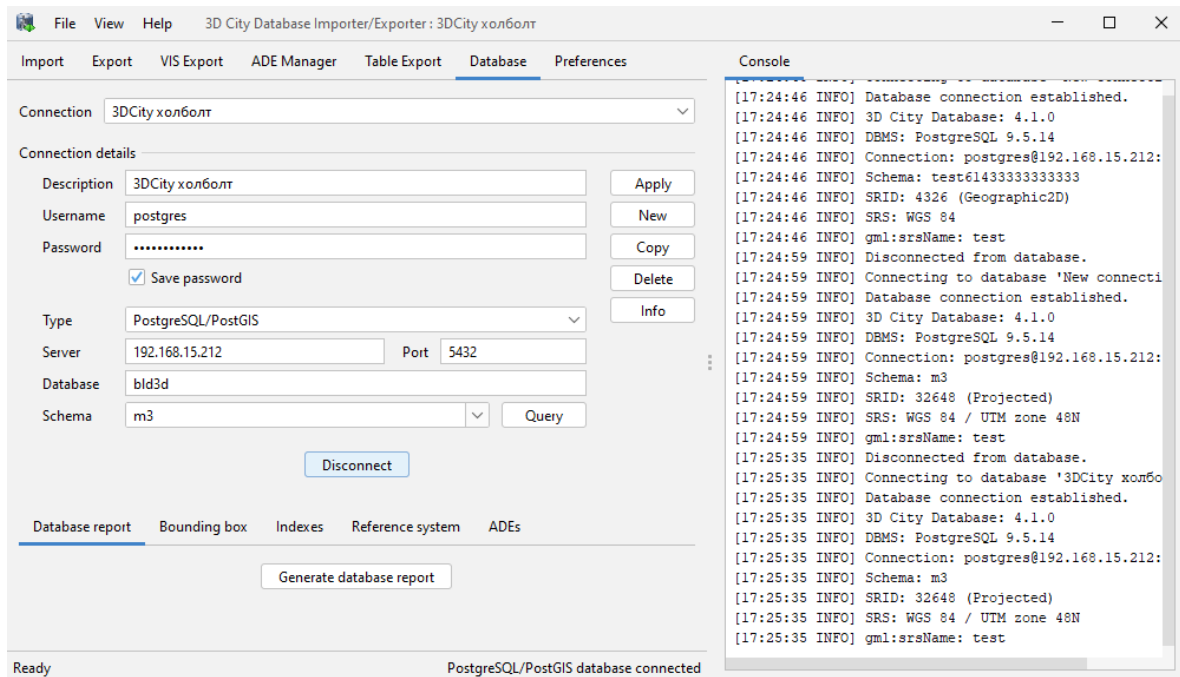 File View Help 3D City Database Importer/Exporter : 3DCity холболт
Import Export VIS Export ADE Manager Table Export Database Preferences
Connection 3DCity холболт
Connection details
Description 3DCity холболт Apply
Username postgres New
Password •••••••••••• Copy
Save password Delete
Info
Type PostgreSQL/PostGIS
Server 192.168.15.212 Port 5432
Database bld3d
Schema m3 Query
Disconnect
Database report Bounding box Indexes Reference system ADEs
Generate database report
Ready PostgreSQL/PostGIS database connected
Console
[17:24:46 INFO] Database connection established.
[17:24:46 INFO] 3D City Database: 4.1.0
[17:24:46 INFO] DBMS: PostgreSQL 9.5.14
[17:24:46 INFO] Connection: postgres@192.168.15.212:
[17:24:46 INFO] Schema: test61433333333333
[17:24:46 INFO] SRID: 4326 (Geographic2D)
[17:24:46 INFO] SRS: WGS 84
[17:24:46 INFO] gml:srsName: test
[17:24:59 INFO] Disconnected from database.
[17:24:59 INFO] Connecting to database 'New connecti
[17:24:59 INFO] Database connection established.
[17:24:59 INFO] 3D City Database: 4.1.0
[17:24:59 INFO] DBMS: PostgreSQL 9.5.14
[17:24:59 INFO] Connection: postgres@192.168.15.212:
[17:24:59 INFO] Schema: m3
[17:24:59 INFO] SRID: 32648 (Projected)
[17:24:59 INFO] SRS: WGS 84 / UTM zone 48N
[17:24:59 INFO] gml:srsName: test
[17:25:35 INFO] Disconnected from database.
[17:25:35 INFO] Connecting to database '3DCity холбо
[17:25:35 INFO] Database connection established.
[17:25:35 INFO] 3D City Database: 4.1.0
[17:25:35 INFO] DBMS: PostgreSQL 9.5.14
[17:25:35 INFO] Connection: postgres@192.168.15.212:
[17:25:35 INFO] Schema: m3
[17:25:35 INFO] SRID: 32648 (Projected)
[17:25:35 INFO] SRS: WGS 84 / UTM zone 48N
[17:25:35 INFO] gml:srsName: test